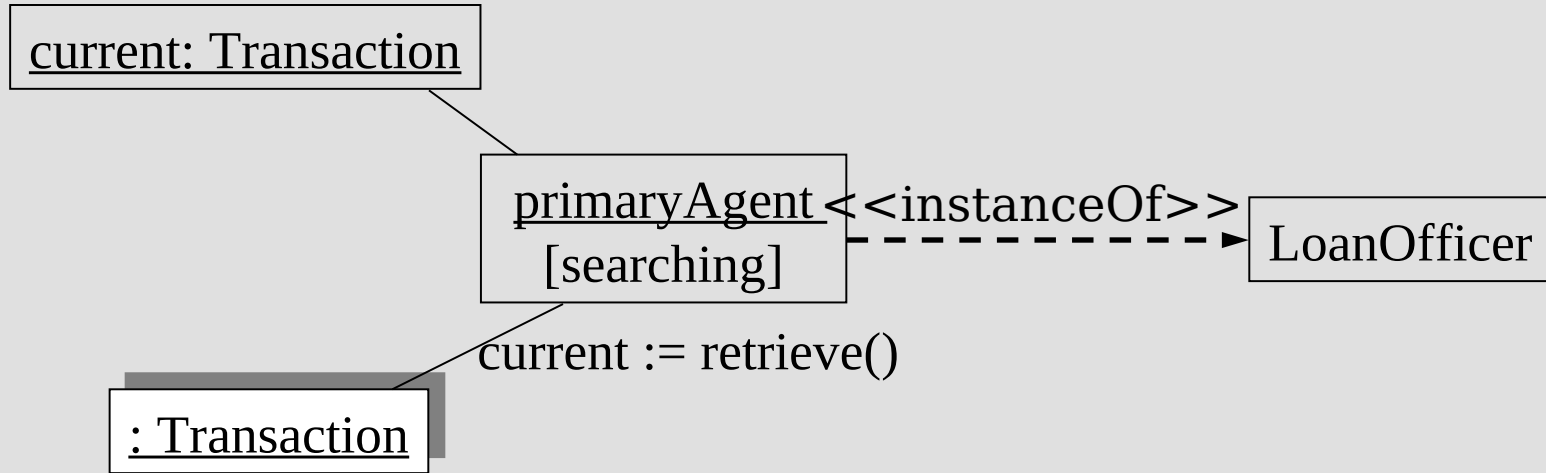 current: Transaction
primaryAgent
[searching]
<<instanceOf>>
LoanOfficer
current := retrieve()
: Transaction